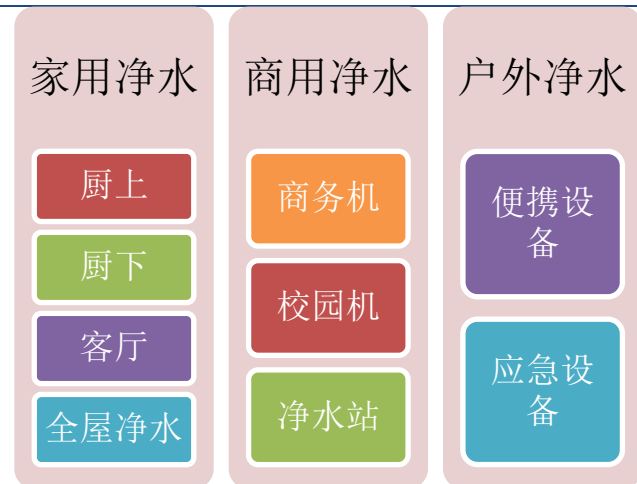 家用净水
厨上
厨下
客厅
全屋净水
商用净水
商务机
校园机
净水站
户外净水
便携设
备
应急设
备